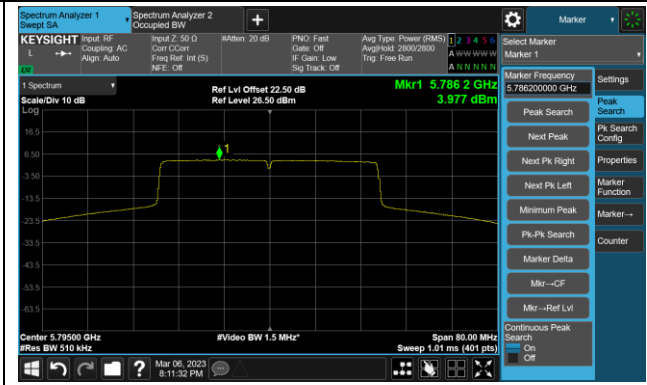 Spectrum Analyzer 1
Swept SA
Spectrum Analyzer 2
Occupied BW
Marker
KEYSIGHT
L
Input: RF
Coupling: AC
Align: Auto
Input Z: 50 Ω
Corr CCorr
Freq Ref: Int (S)
NFE: Off
#Atten: 20 dB
PNO: Fast
Gate: Off
IF Gain: Low
Sig Track: Off
Avg Type: Power (RMS)
Avg|Hold: 2800/2800
Trig: Free Run
1 2 3 4 5 6
A W W W W W
A N N N N N
Select Marker
Marker 1
1 Spectrum
Scale/Div 10 dB
Log
Ref Lvl Offset 22.50 dB
Ref Level 26.50 dBm
Mkr1 5.786 2 GHz
3.977 dBm
16.5
6.50
-3.50
-13.5
-23.5
-33.5
-43.5
-53.5
-63.5
1
Center 5.79500 GHz
#Res BW 510 kHz
#Video BW 1.5 MHz*
Span 80.00 MHz
Sweep 1.01 ms (401 pts)
Marker Frequency
5.786200000 GHz
Peak Search
Next Peak
Next Pk Right
Next Pk Left
Minimum Peak
Pk-Pk Search
Marker Delta
Mkr→CF
Mkr→Ref Lvl
Continuous Peak
Search
On
Off
Settings
Peak
Search
Pk Search
Config
Properties
Marker
Function
Marker→
Counter
Mar 06, 2023
8:11:32 PM